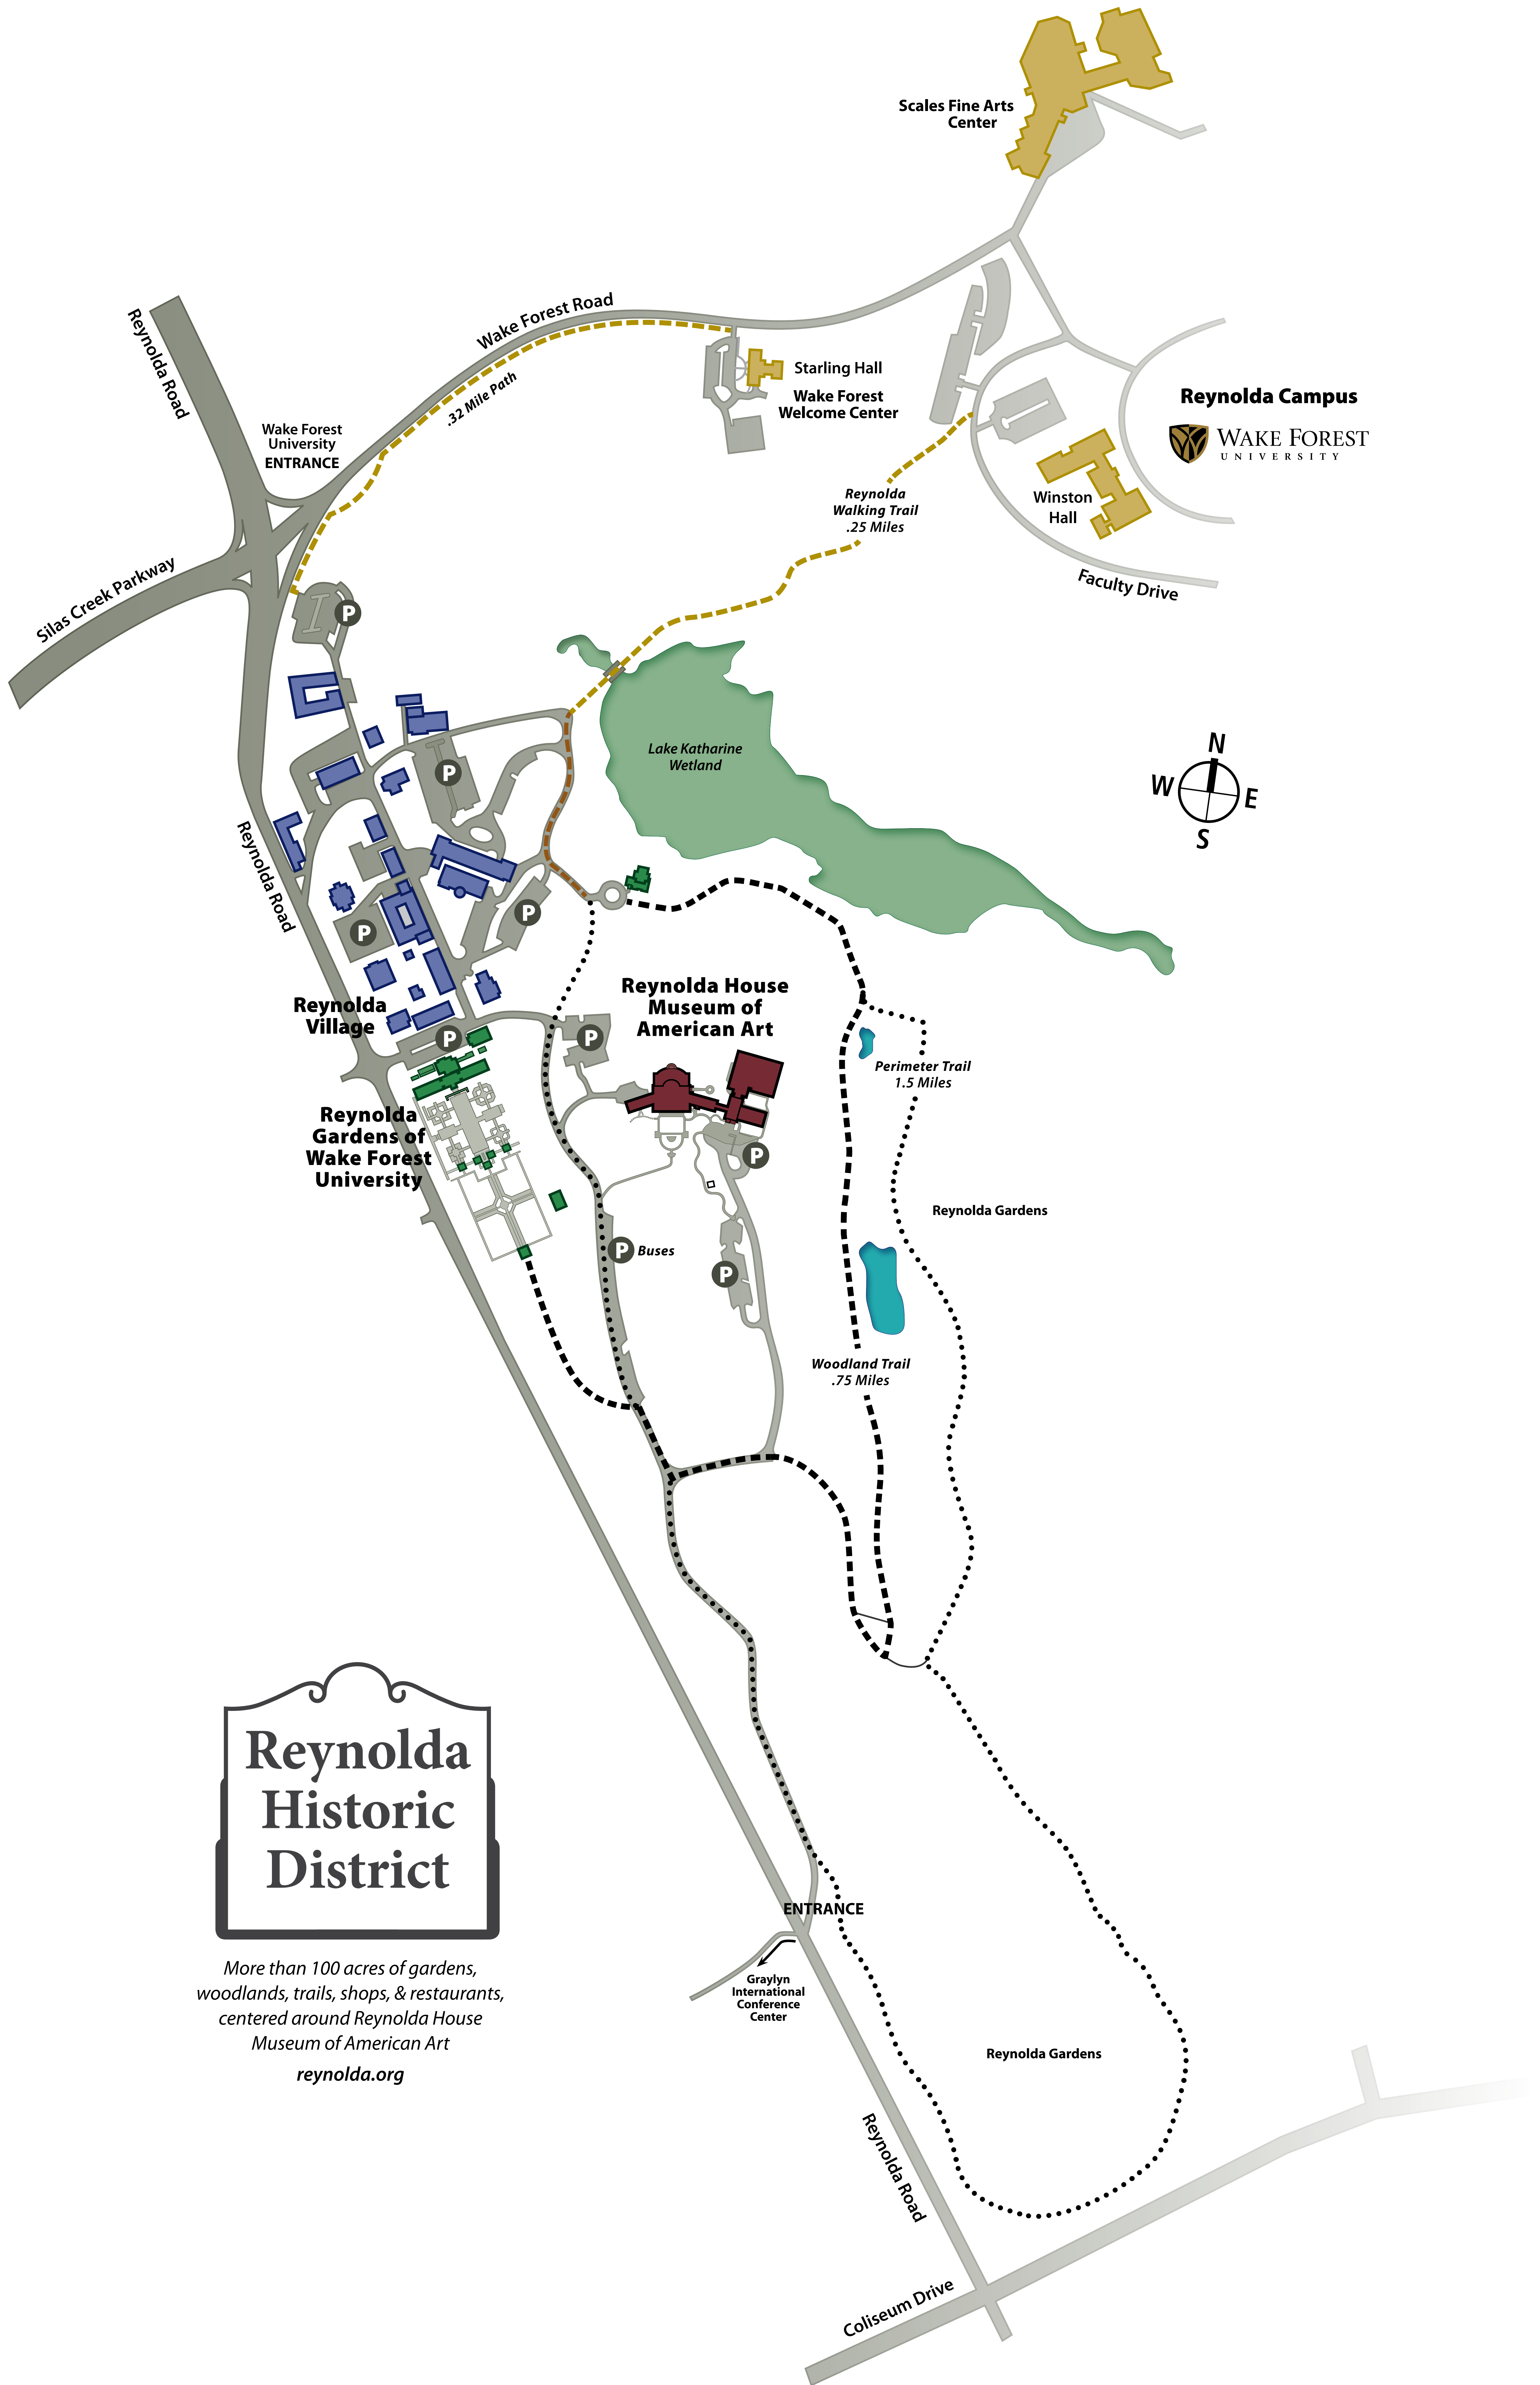 Scales Fine Arts
Center
Reynolda Road
Wake Forest Road
.32 Mile Path
Starling Hall
Wake Forest
Welcome Center
Reynolda Campus
WAKE FOREST
UNIVERSITY
Wake Forest
University
ENTRANCE
Reynolda
Walking Trail
.25 Miles
Winston
Hall
Faculty Drive
Silas Creek Parkway
P
Lake Katharine
Wetland
N
W
E
S
P
Reynolda Road
P
P
Reynolda
Village
Reynolda House
Museum of
American Art
P
P
Perimeter Trail
1.5 Miles
Reynolda
Gardens of
Wake Forest
University
P
Reynolda Gardens
P Buses
P
Woodland Trail
.75 Miles
Reynolda
Historic
District
More than 100 acres of gardens,
woodlands, trails, shops, & restaurants,
centered around Reynolda House
Museum of American Art
reynolda.org
ENTRANCE
Graylyn
International
Conference
Center
Reynolda Gardens
Reynolda Road
Coliseum Drive